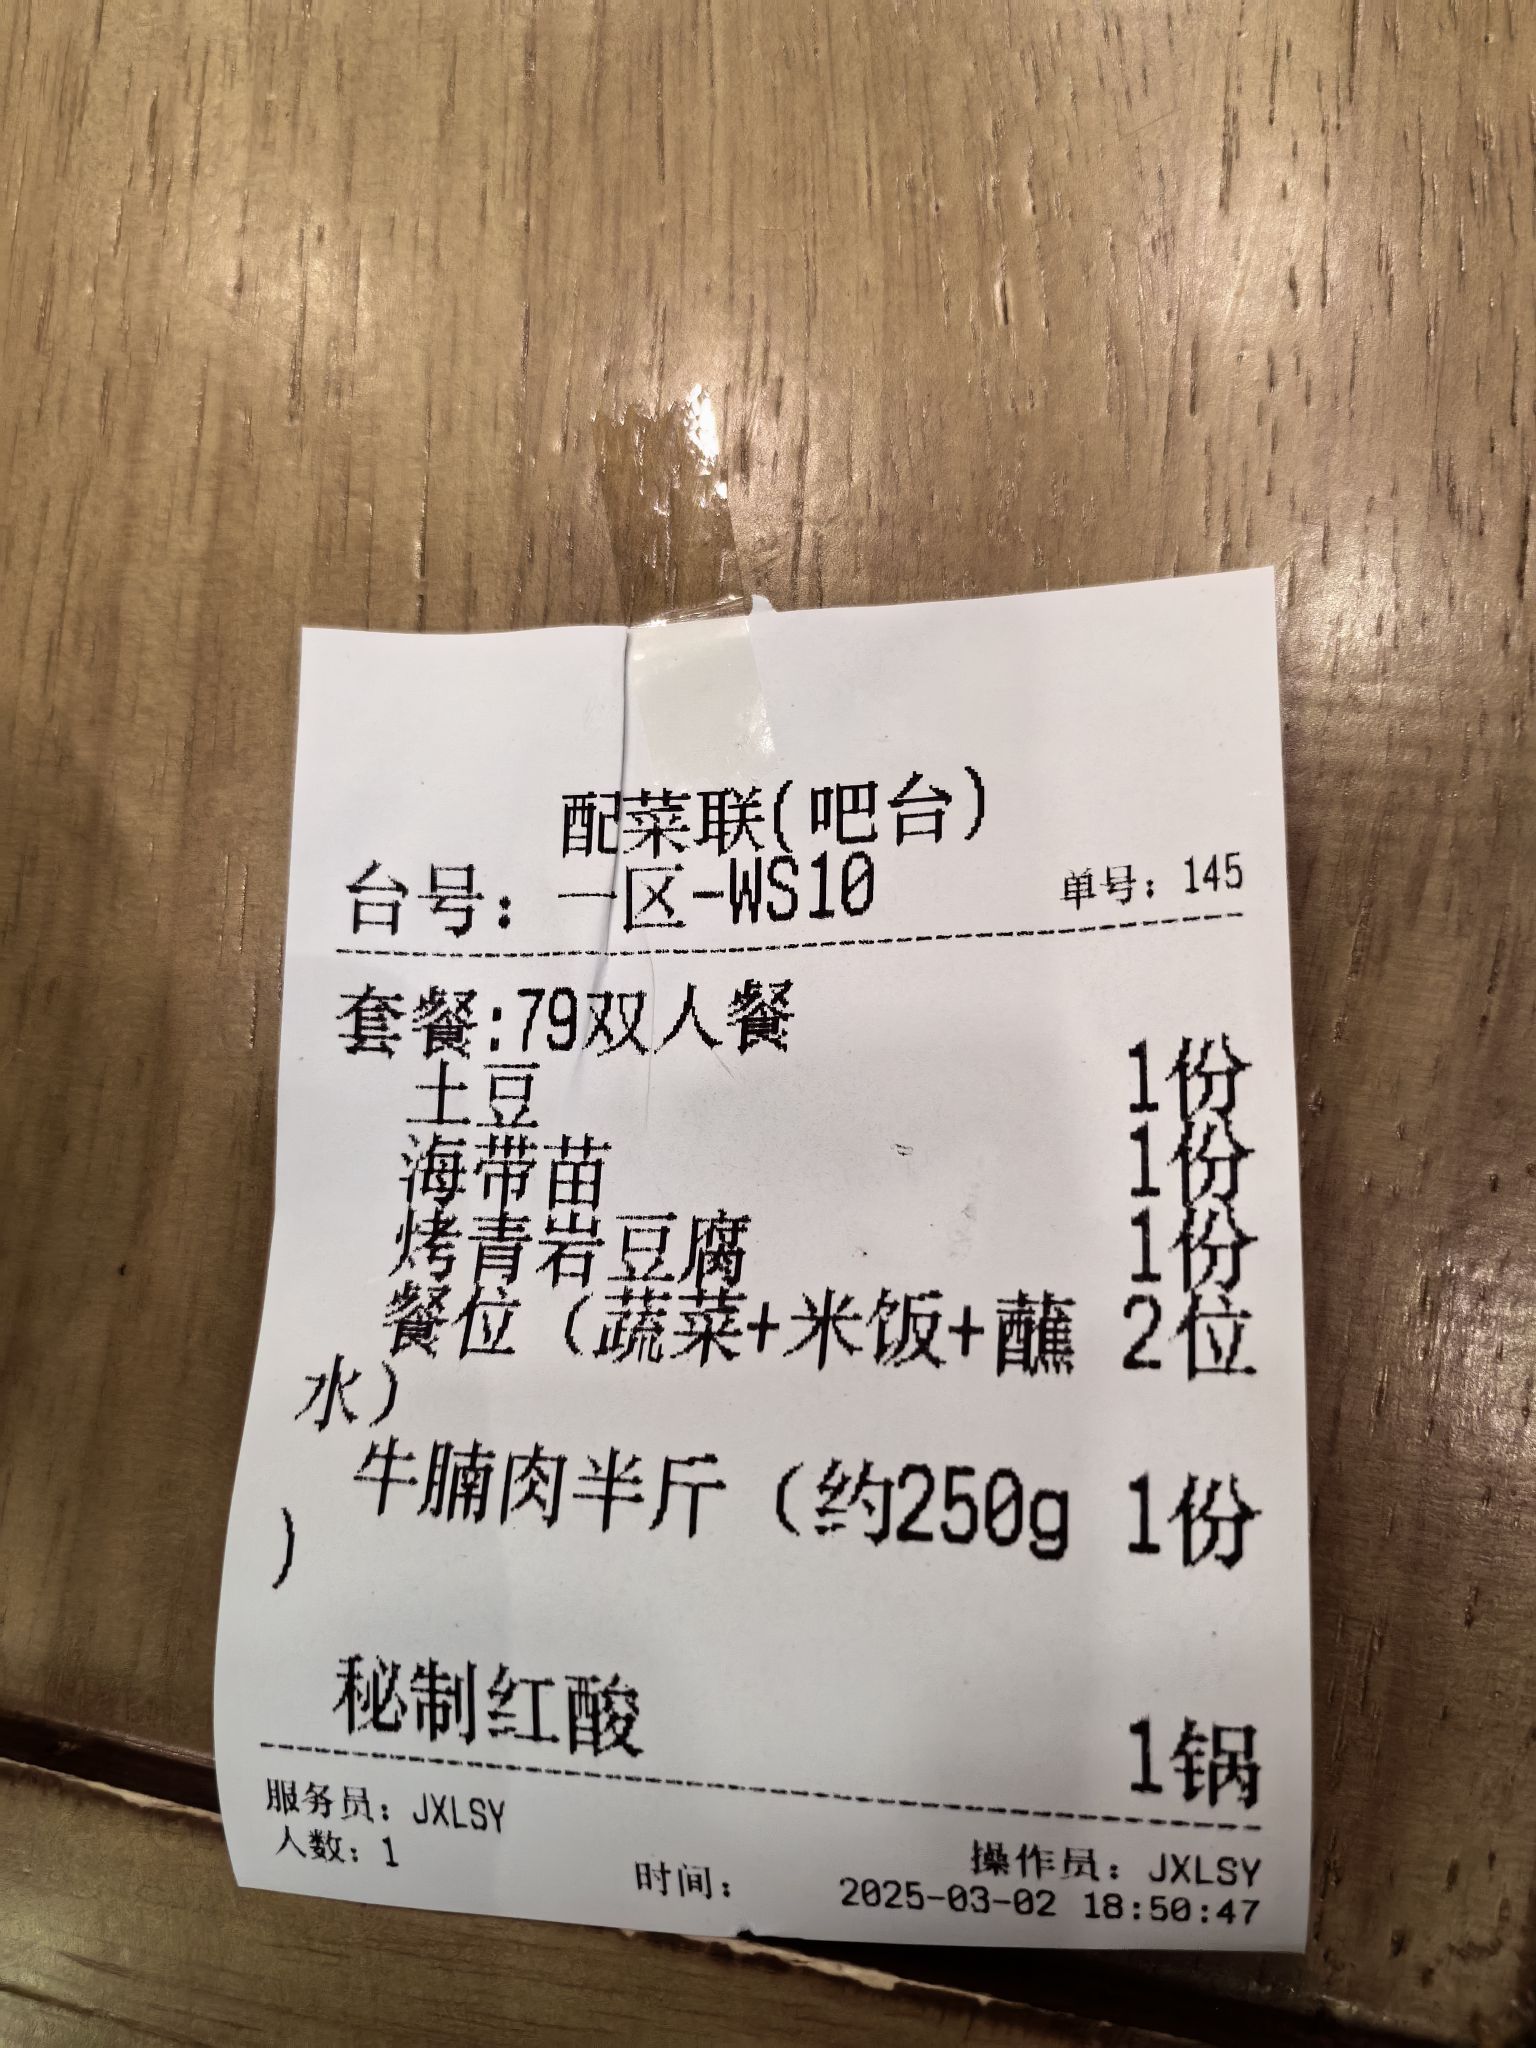 配菜联(吧台)
台号：一区-WS10 单号：145
套餐:79双人餐
土豆 1份
海带苗 1份
烤青岩豆腐 1份
餐位（蔬菜+米饭+蘸 2位
水）
牛腩肉半斤（约250g 1份
）
秘制红酸 1锅
服务员：JXLSY 操作员：JXLSY
人数：1 时间： 2025-03-02 18:50:47